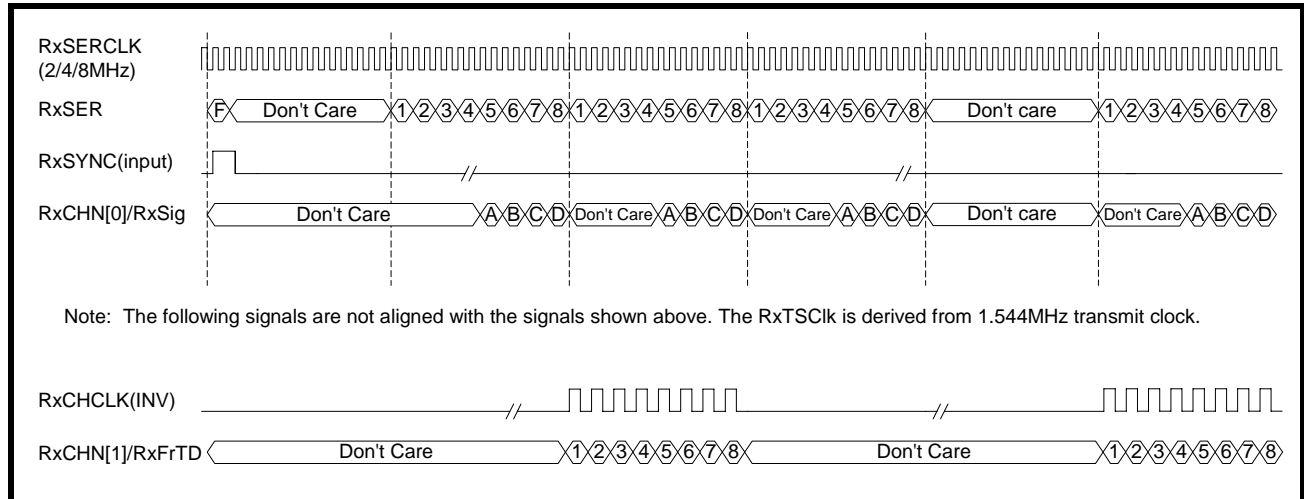 RxSERCLK
(2/4/8MHz)
RxSER F Don't Care 1 2 3 4 5 6 7 8 1 2 3 4 5 6 7 8 1 2 3 4 5 6 7 8 Don't care 1 2 3 4 5 6 7 8
RxSYNC(input)
RxCHN[0]/RxSig Don't Care A B C D Don't Care A B C D Don't Care A B C D Don't care Don't Care A B C D
Note: The following signals are not aligned with the signals shown above. The RxTSClk is derived from 1.544MHz transmit clock.
RxCHCLK(INV)
RxCHN[1]/RxFrTD Don't Care 1 2 3 4 5 6 7 8 Don't Care 1 2 3 4 5 6 7 8